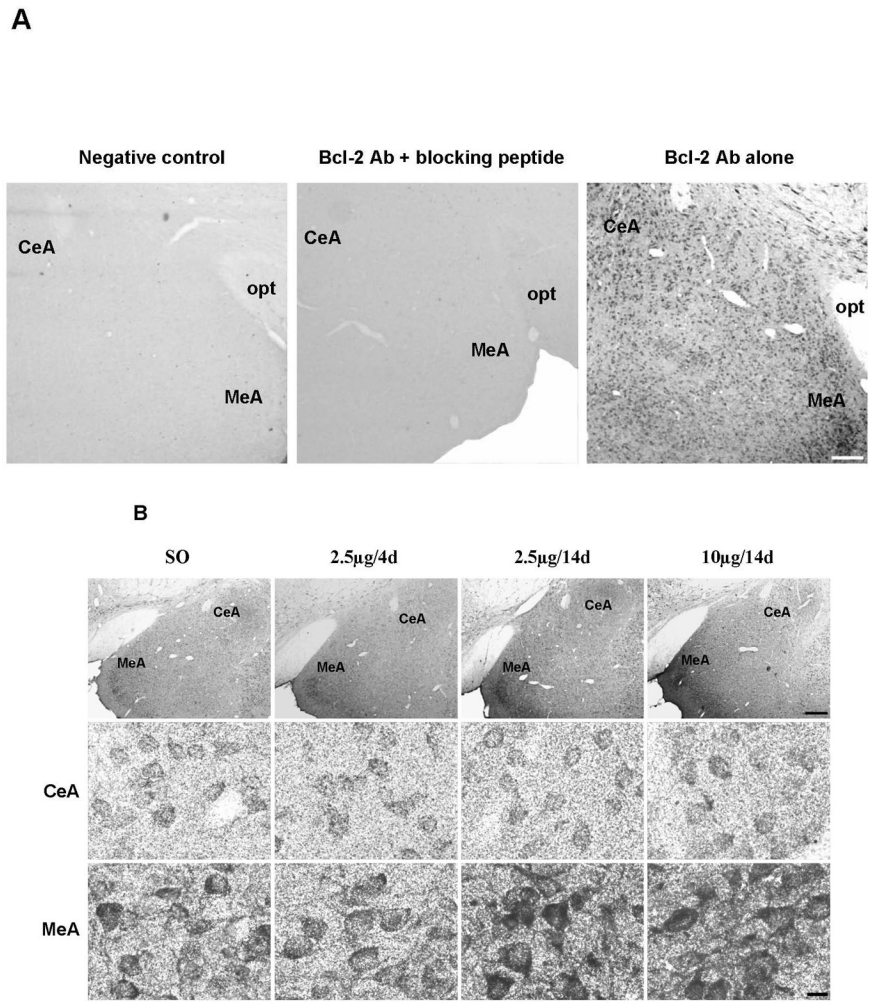 A
Negative control
Bcl-2 Ab + blocking peptide
Bcl-2 Ab alone
CeA
opt
MeA
CeA
opt
MeA
CeA
opt
MeA
B
SO
2.5µg/4d
2.5µg/14d
10µg/14d
CeA
MeA
CeA
MeA
CeA
MeA
CeA
MeA
CeA
MeA